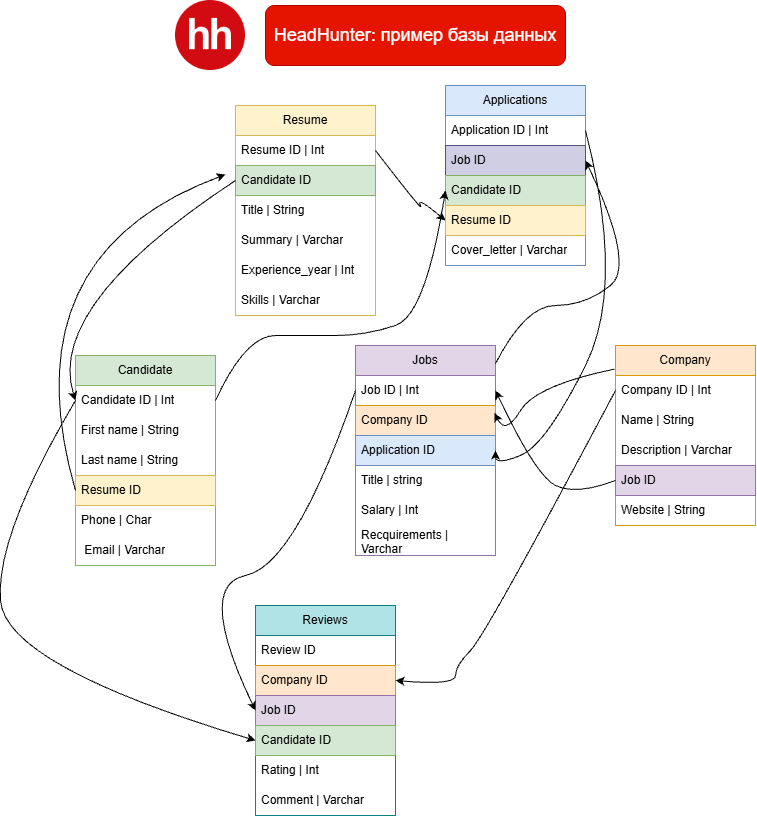 hh
HeadHunter: пример базы данных
Applications
Application ID | Int
Job ID
Candidate ID
Resume ID
Cover_letter | Varchar
Resume
Resume ID | Int
Candidate ID
Title | String
Summary | Varchar
Experience_year | Int
Skills | Varchar
Candidate
Candidate ID | Int
First name | String
Last name | String
Resume ID
Phone | Char
Email | Varchar
Jobs
Job ID | Int
Company ID
Application ID
Title | string
Salary | Int
Recquirements |
Varchar
Company
Company ID | Int
Name | String
Description | Varchar
Job ID
Website | String
Reviews
Review ID
Company ID
Job ID
Candidate ID
Rating | Int
Comment | Varchar